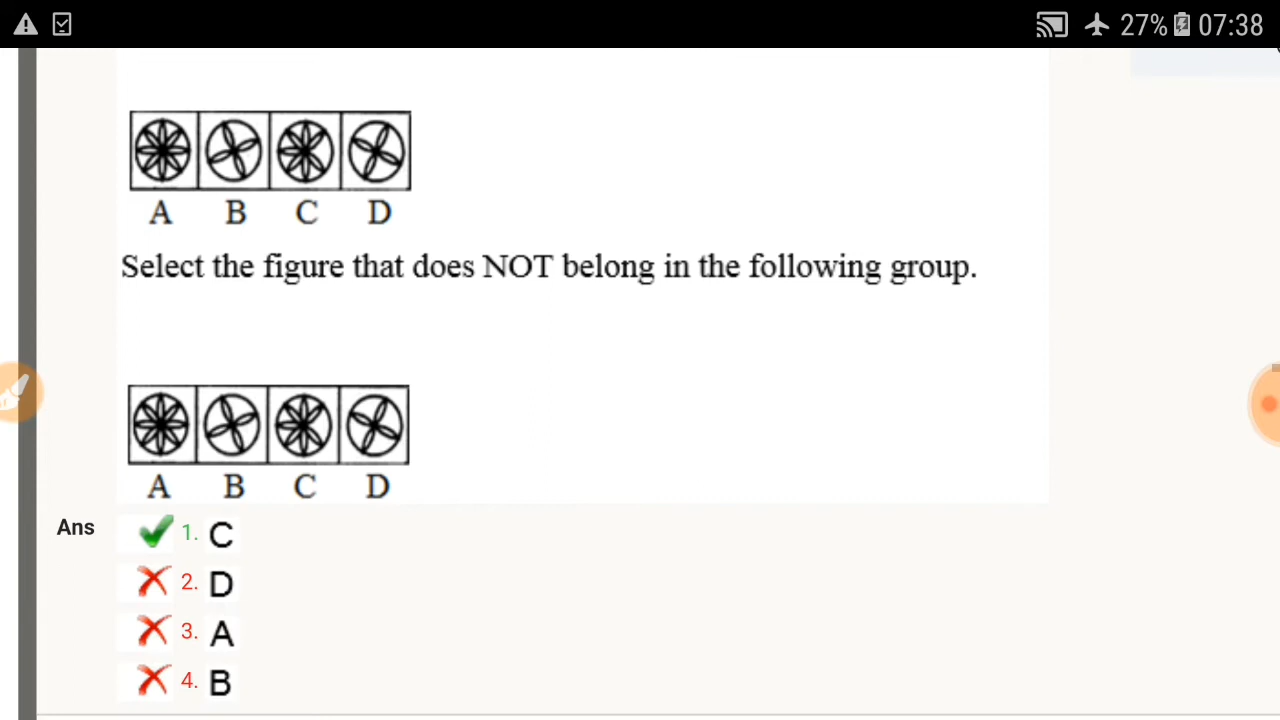 27% 07:38
A B C D
Select the figure that does NOT belong in the following group.
A B C D
Ans 1. C
2. D
3. A
4. B